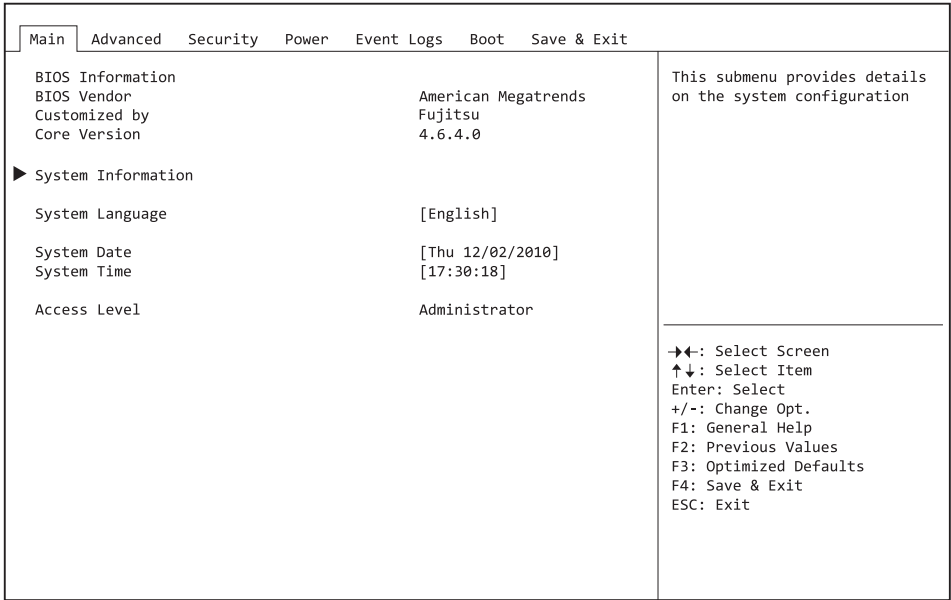 Main Advanced Security Power Event Logs Boot Save & Exit
BIOS Information
BIOS Vendor American Megatrends
Customized by Fujitsu
Core Version 4.6.4.0
▶ System Information
System Language [English]
System Date [Thu 12/02/2010]
System Time [17:30:18]
Access Level Administrator
This submenu provides details
on the system configuration
→←: Select Screen
↑↓: Select Item
Enter: Select
+/-: Change Opt.
F1: General Help
F2: Previous Values
F3: Optimized Defaults
F4: Save & Exit
ESC: Exit